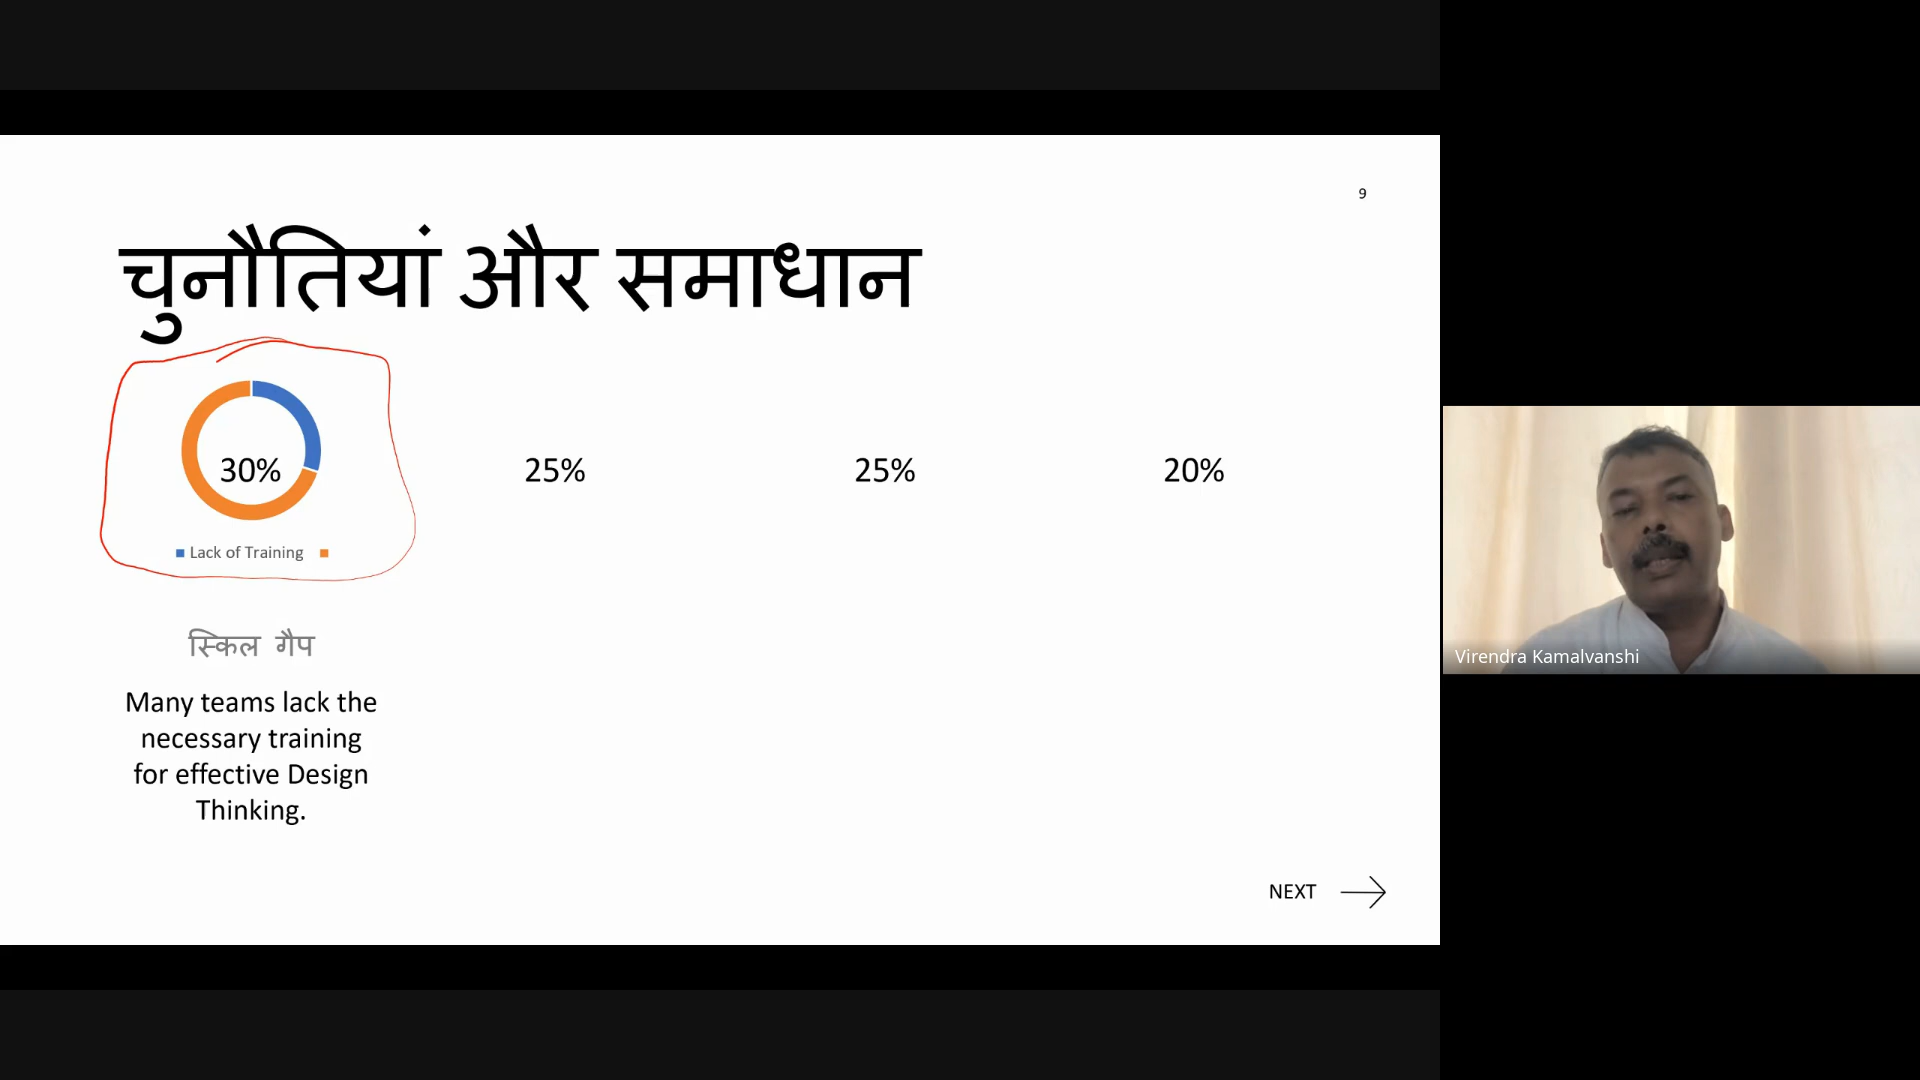 9
चुनौतियां और समाधान
30%
25%
25%
20%
Lack of Training
स्किल गैप
Many teams lack the
necessary training
for effective Design
Thinking.
NEXT
Virendra Kamalvanshi